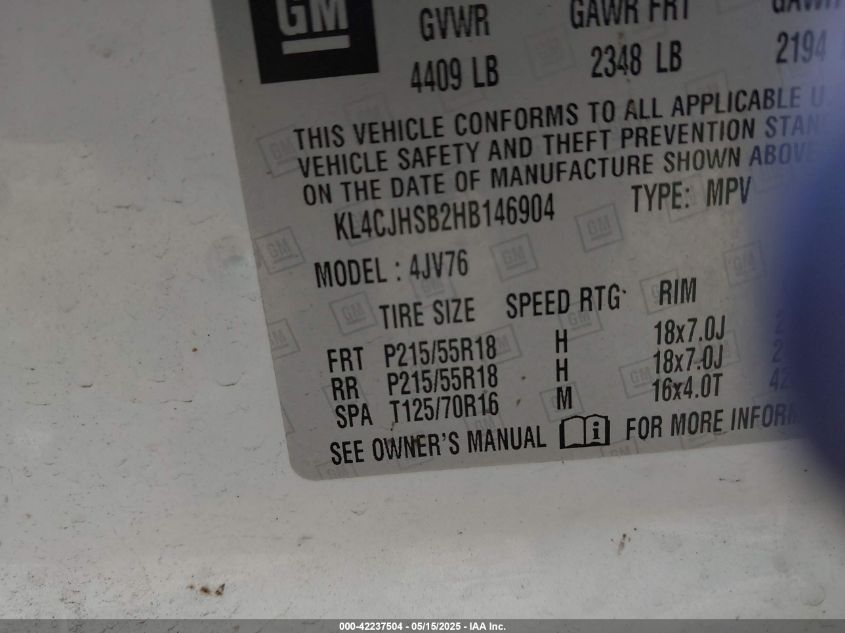 GM
GVWR GAWR FRT
4409 LB 2348 LB 2194
THIS VEHICLE CONFORMS TO ALL APPLICABLE U.
VEHICLE SAFETY AND THEFT PREVENTION STAN
ON THE DATE OF MANUFACTURE SHOWN ABOVE
KL4CJHSB2HB146904 TYPE: MPV
MODEL : 4JV76
TIRE SIZE SPEED RTG RIM
FRT P215/55R18 H 18x7.0J
RR P215/55R18 H 18x7.0J
SPA T125/70R16 M 16x4.0T
SEE OWNER'S MANUAL i FOR MORE INFORM
000-42237504 - 05/15/2025 - IAA Inc.